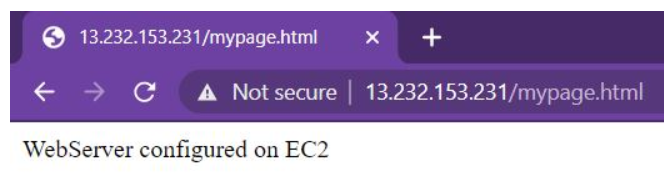 13.232.153.231/mypage.html
Not secure | 13.232.153.231/mypage.html
WebServer configured on EC2